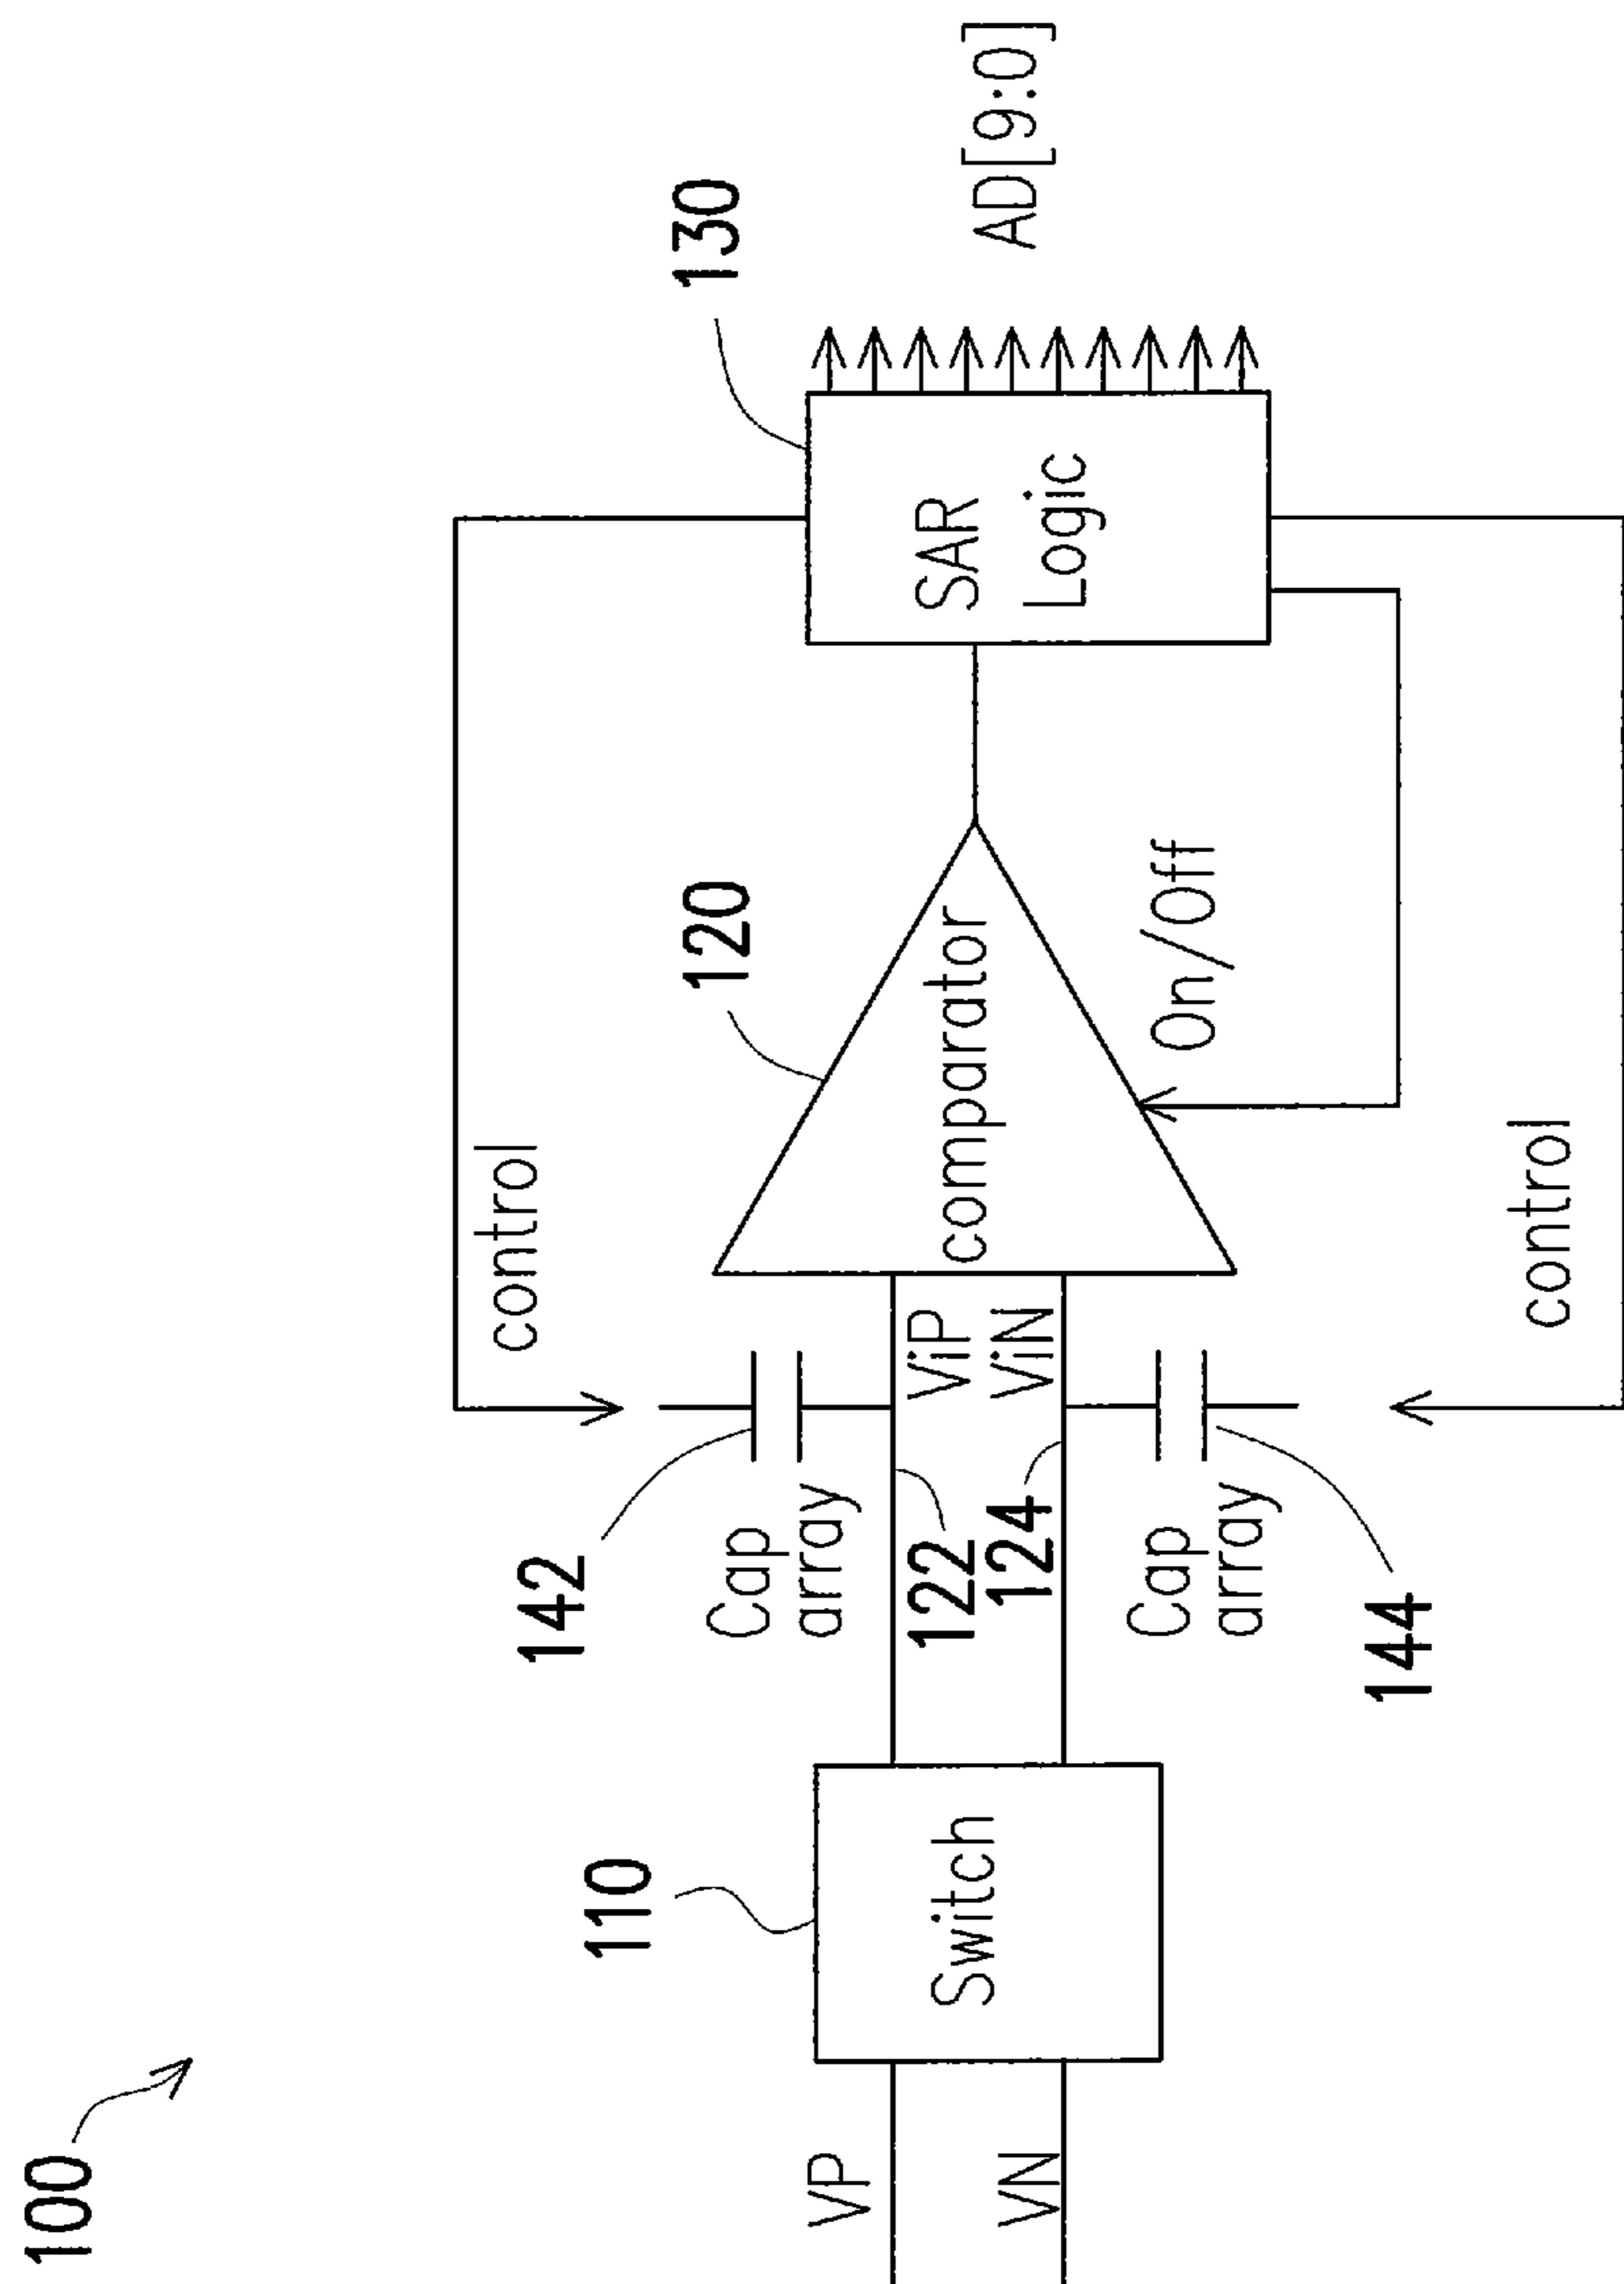 100
130
AD[9:0]
SAR
Logic
120
comparator
On/Off
control
control
142
Cap
array
ViP
ViN
122
124
Cap
array
144
110
Switch
VP
VN